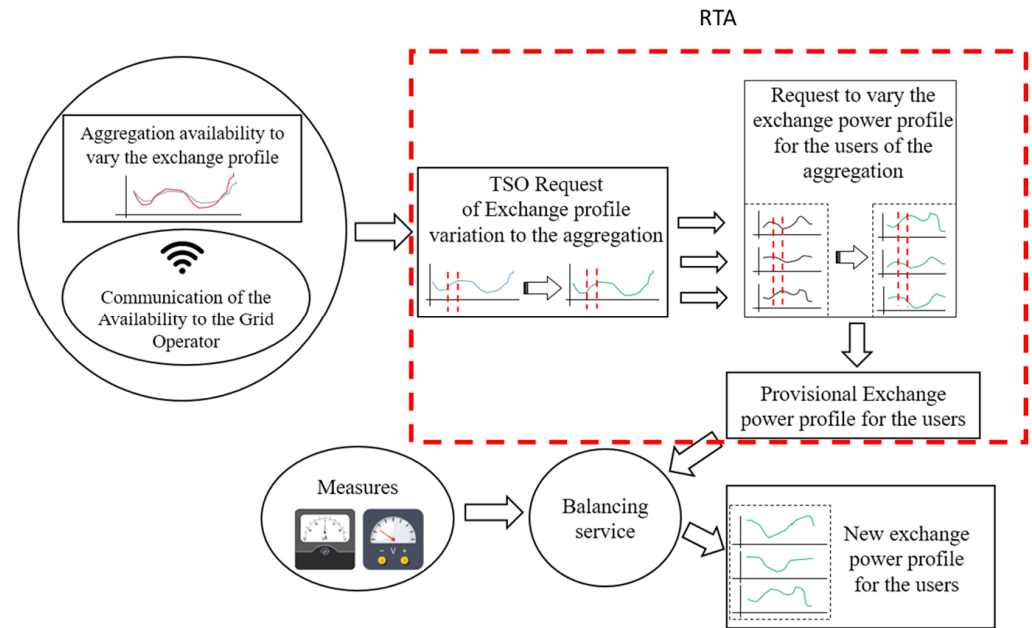 RTA
Aggregation availability to
vary the exchange profile
Communication of the
Availability to the Grid
Operator
TSO Request
of Exchange profile
variation to the aggregation
Request to vary the
exchange power profile
for the users of the
aggregation
Provisional Exchange
power profile for the users
Measures
V
Balancing
service
New exchange
power profile
for the users